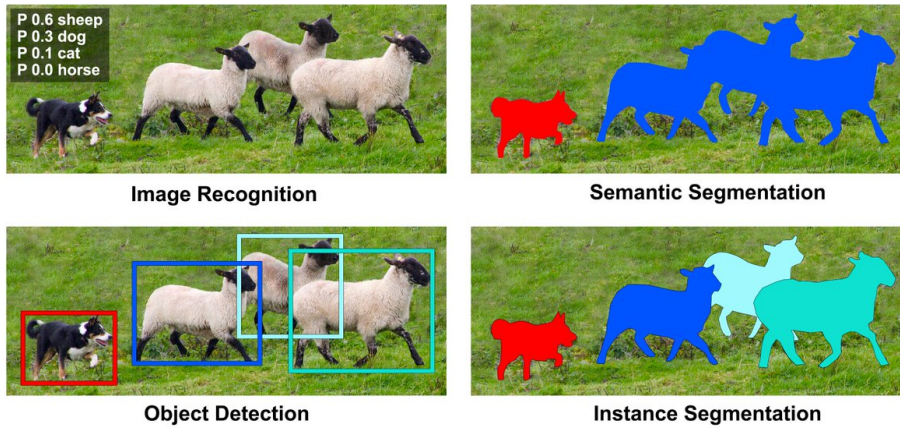 P 0.6 sheep
P 0.3 dog
P 0.1 cat
P 0.0 horse
Image Recognition
Semantic Segmentation
Object Detection
Instance Segmentation